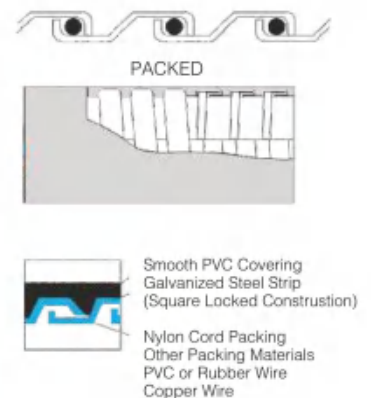 PACKED
Smooth PVC Covering
Galvanized Steel Strip
(Square Locked Construstion)
Nylon Cord Packing
Other Packing Materials
PVC or Rubber Wire
Copper Wire